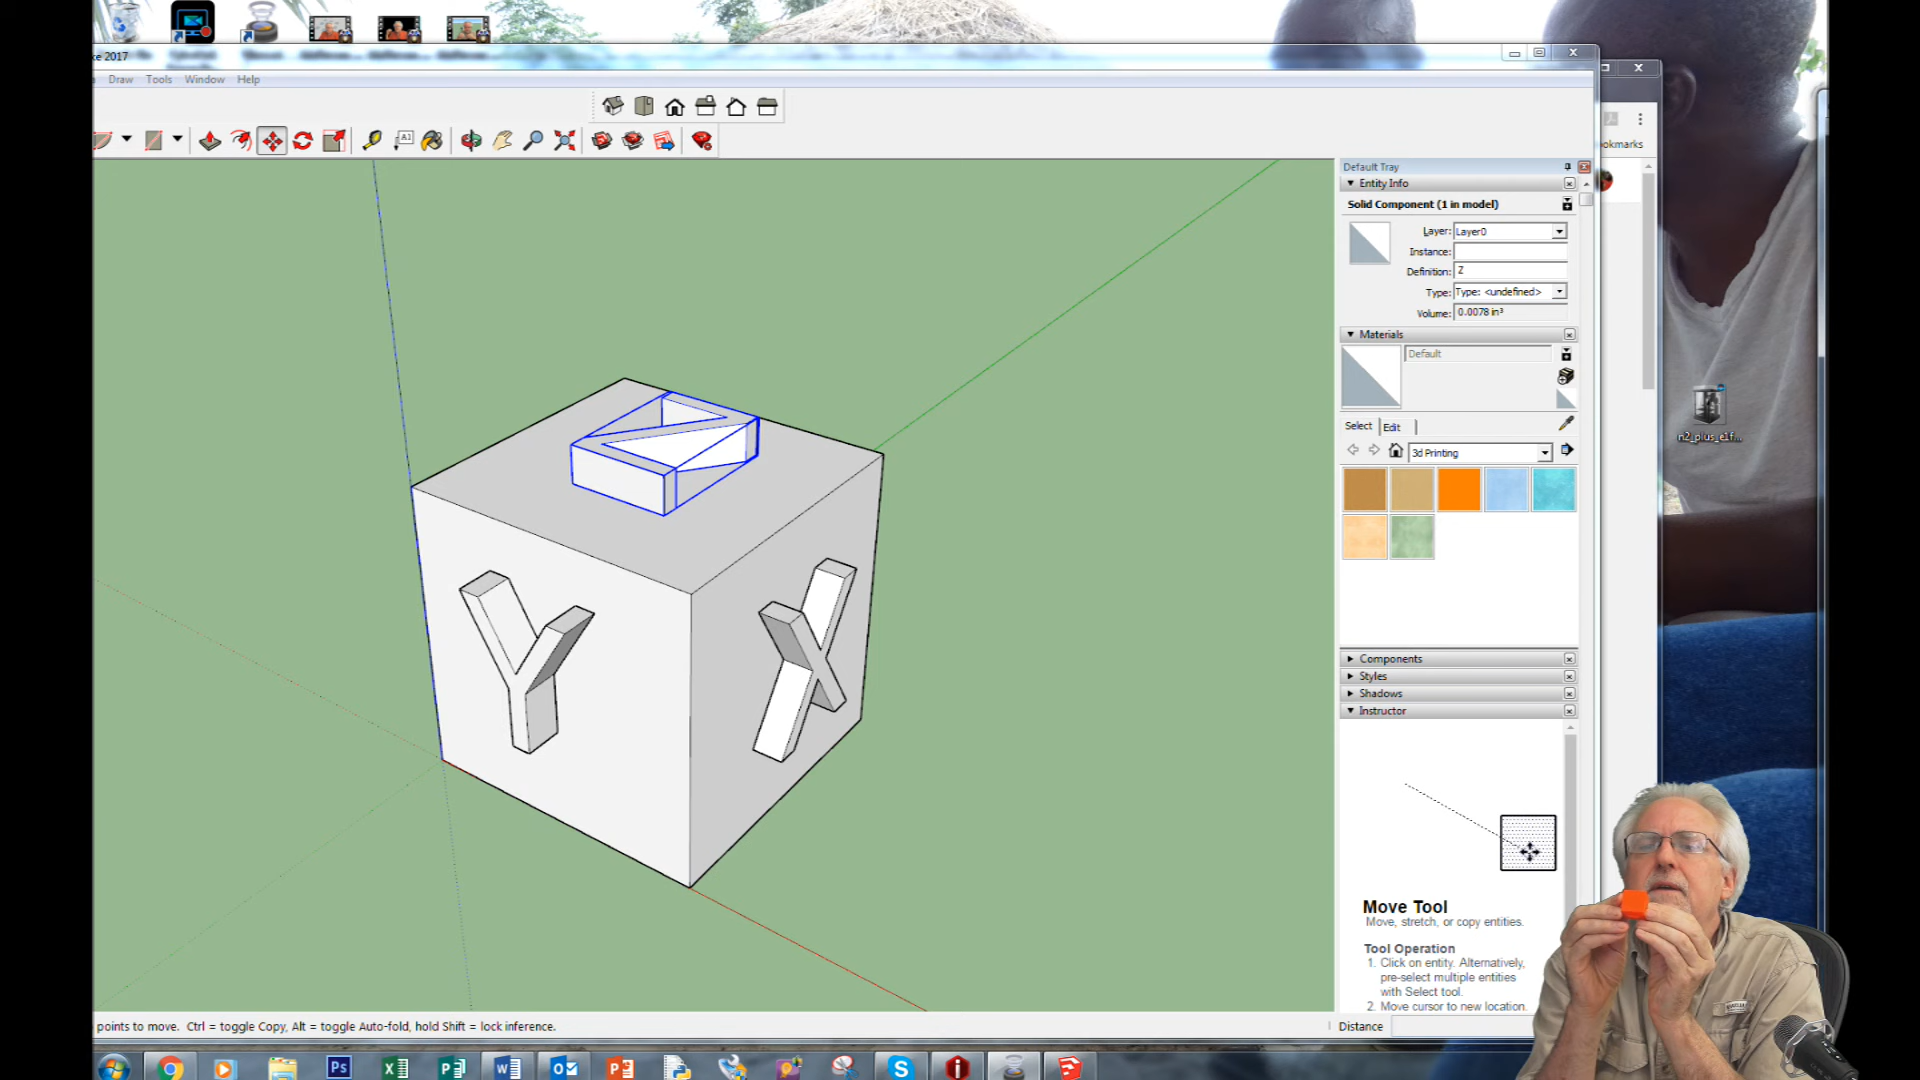 ke 2017
Draw Tools Window Help
A1
okmarks
Default Tray
Entity Info
Solid Component (1 in model)
Layer: Layer0
Instance:
Definition: Z
Type: Type: <undefined>
Volume: 0.0078 in³
Materials
Default
Select Edit
3d Printing
n2_plus_e1f...
Z
Y X
Components
Styles
Shadows
Instructor
Move Tool
Move, stretch, or copy entities.
Tool Operation
1. Click on entity. Alternatively,
pre-select multiple entities
with Select tool.
2. Move cursor to new location.
points to move. Ctrl = toggle Copy, Alt = toggle Auto-fold, hold Shift = lock inference.
Distance
Ps